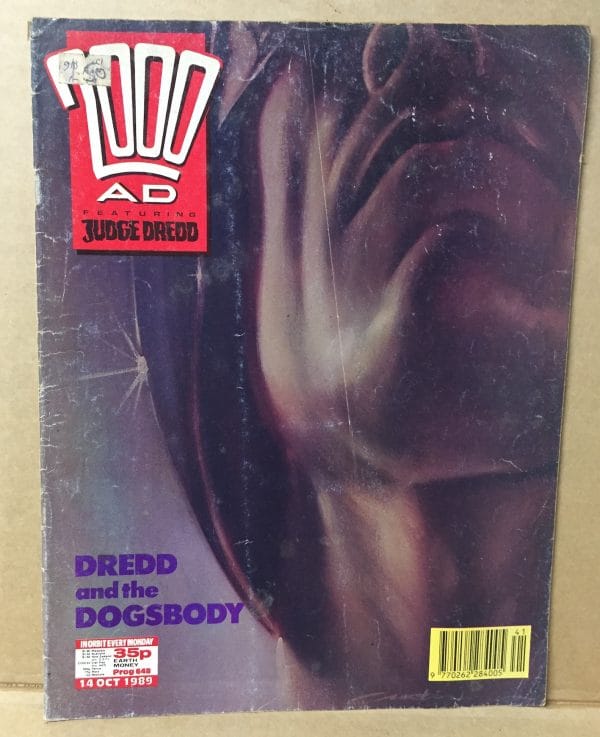 2000
AD
FEATURING
JUDGE DREDD
DREDD
and the
DOGSBODY
IN ORBIT EVERY MONDAY
35p
EARTH
MONEY
Prog 648
14 OCT 1989
41
9 770262 284005